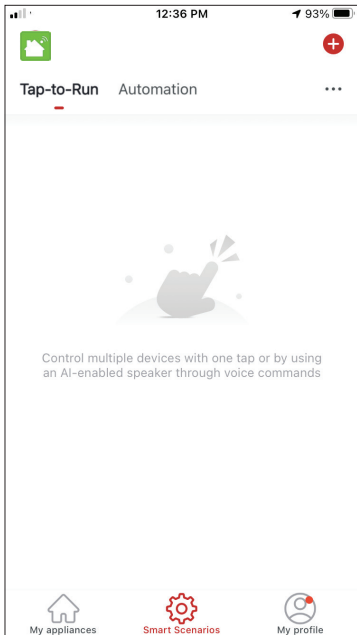 12:36 PM
93%
Tap-to-Run Automation
Control multiple devices with one tap or by using
an AI-enabled speaker through voice commands
My appliances Smart Scenarios My profile